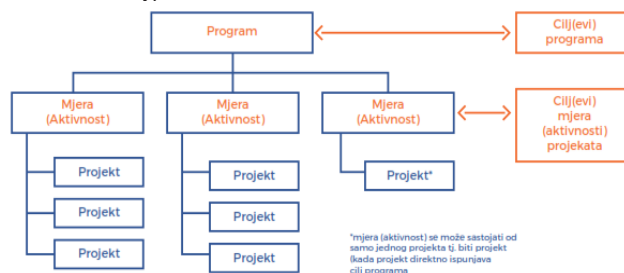 Program
Cilj(evi)
programa
Mjera
(Aktivnost)
Mjera
(Aktivnost)
Mjera
(Aktivnost)
Cilj(evi)
mjera
(aktivnosti)
projekata
Projekt
Projekt
Projekt*
Projekt
Projekt
Projekt
Projekt
*mjera (aktivnost) se može sastojati od
samo jednog projekta tj. biti projekt
(kada projekt direktno ispunjava
cilj programa